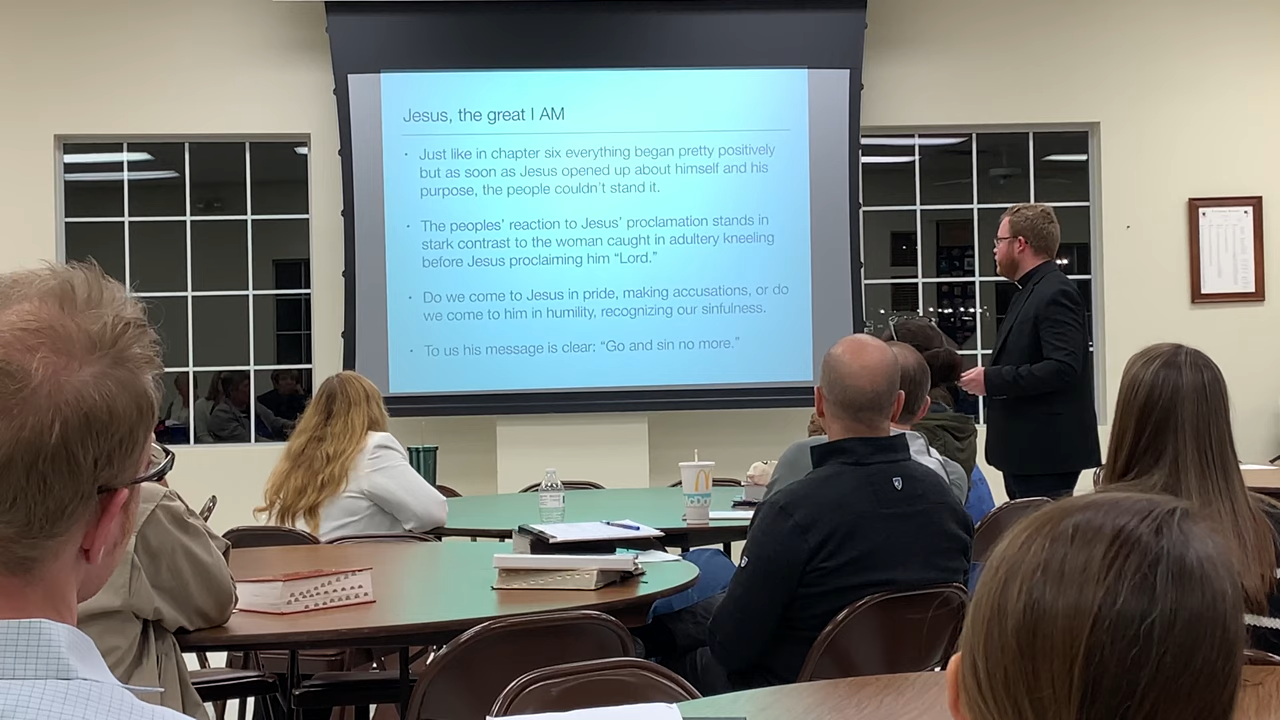 Jesus, the great I AM
• Just like in chapter six everything began pretty positively
but as soon as Jesus opened up about himself and his
purpose, the people couldn't stand it.
• The peoples' reaction to Jesus' proclamation stands in
stark contrast to the woman caught in adultery kneeling
before Jesus proclaiming him “Lord.”
• Do we come to Jesus in pride, making accusations, or do
we come to him in humility, recognizing our sinfulness.
• To us his message is clear: “Go and sin no more.”